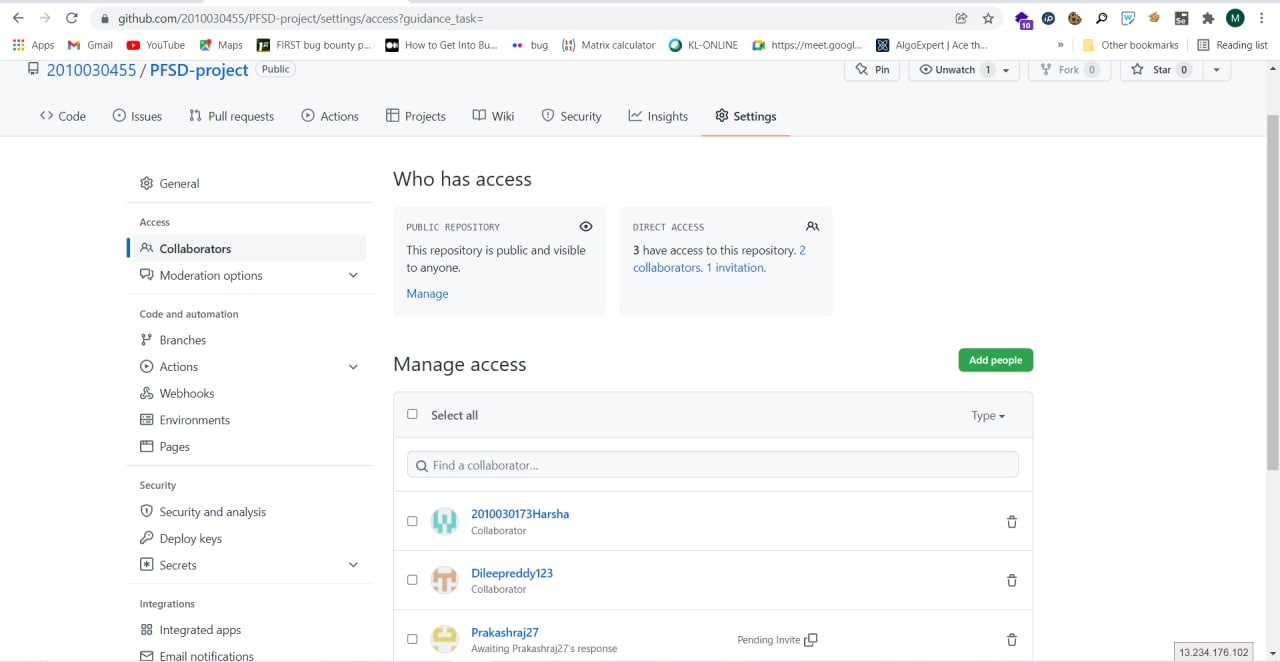 github.com/2010030455/PFSD-project/settings/access?guidance_task=
10
M
Apps Gmail YouTube Maps FIRST bug bounty p... How to Get Into Bu... bug Matrix calculator KL-ONLINE https://meet.googl... AlgoExpert | Ace th... » Other bookmarks Reading list
2010030455 / PFSD-project Public
Pin Unwatch 1 Fork 0 Star 0
Code Issues Pull requests Actions Projects Wiki Security Insights Settings
General
Access
Collaborators
Moderation options
Code and automation
Branches
Actions
Webhooks
Environments
Pages
Security
Security and analysis
Deploy keys
Secrets
Integrations
Integrated apps
Email notifications
Who has access
PUBLIC REPOSITORY
This repository is public and visible
to anyone.
Manage
DIRECT ACCESS
3 have access to this repository. 2
collaborators. 1 invitation.
Manage access
Add people
Select all Type
Find a collaborator...
2010030173Harsha
Collaborator
Dileepreddy123
Collaborator
Prakashraj27
Awaiting Prakashraj27's response
Pending Invite
13.234.176.102